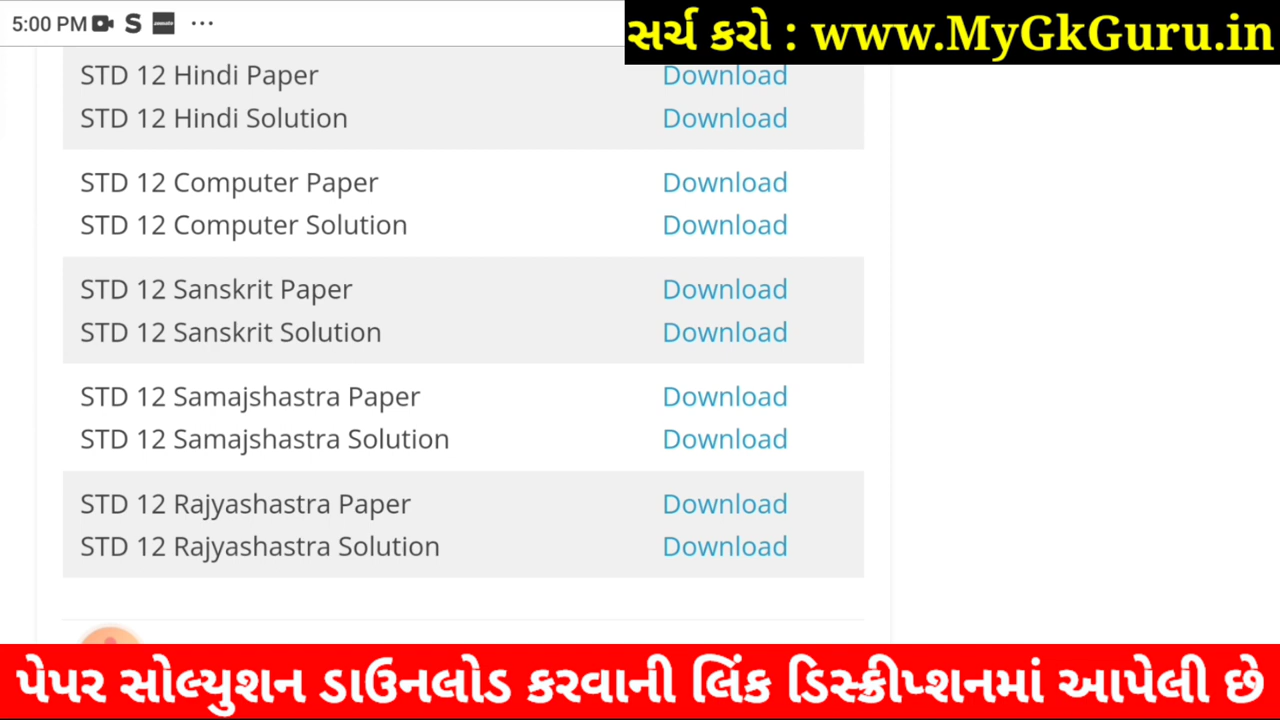 5:00 PM S ...
સર્ચ કરો : www.MyGkGuru.in
STD 12 Hindi Paper Download
STD 12 Hindi Solution Download
STD 12 Computer Paper Download
STD 12 Computer Solution Download
STD 12 Sanskrit Paper Download
STD 12 Sanskrit Solution Download
STD 12 Samajshastra Paper Download
STD 12 Samajshastra Solution Download
STD 12 Rajyashastra Paper Download
STD 12 Rajyashastra Solution Download
પેપર સોલ્યુશન ડાઉનલોડ કરવાની લિંક ડિસ્ક્રીપ્શનમાં આપેલી છે